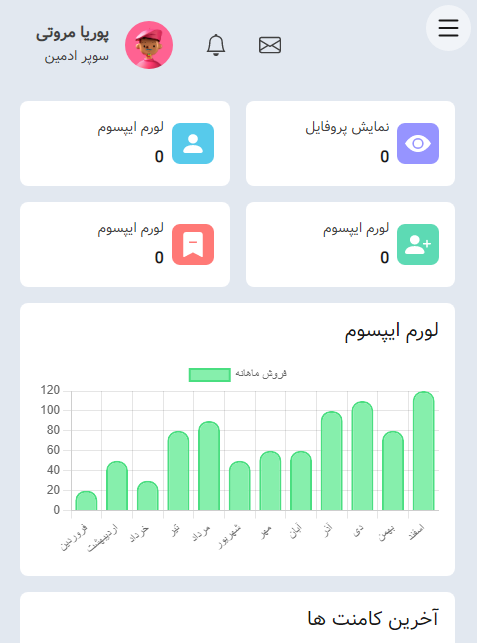 پوریا مروتی
سوپر ادمین
نمایش پروفایل
0
لورم ایپسوم
0
لورم ایپسوم
0
لورم ایپسوم
0
لورم ایپسوم
فروش ماهانه
120
100
80
60
40
20
0
فروردین
اردیبهشت
خرداد
تیر
مرداد
شهریور
مهر
آبان
آذر
دی
بهمن
اسفند
آخرین کامنت ها